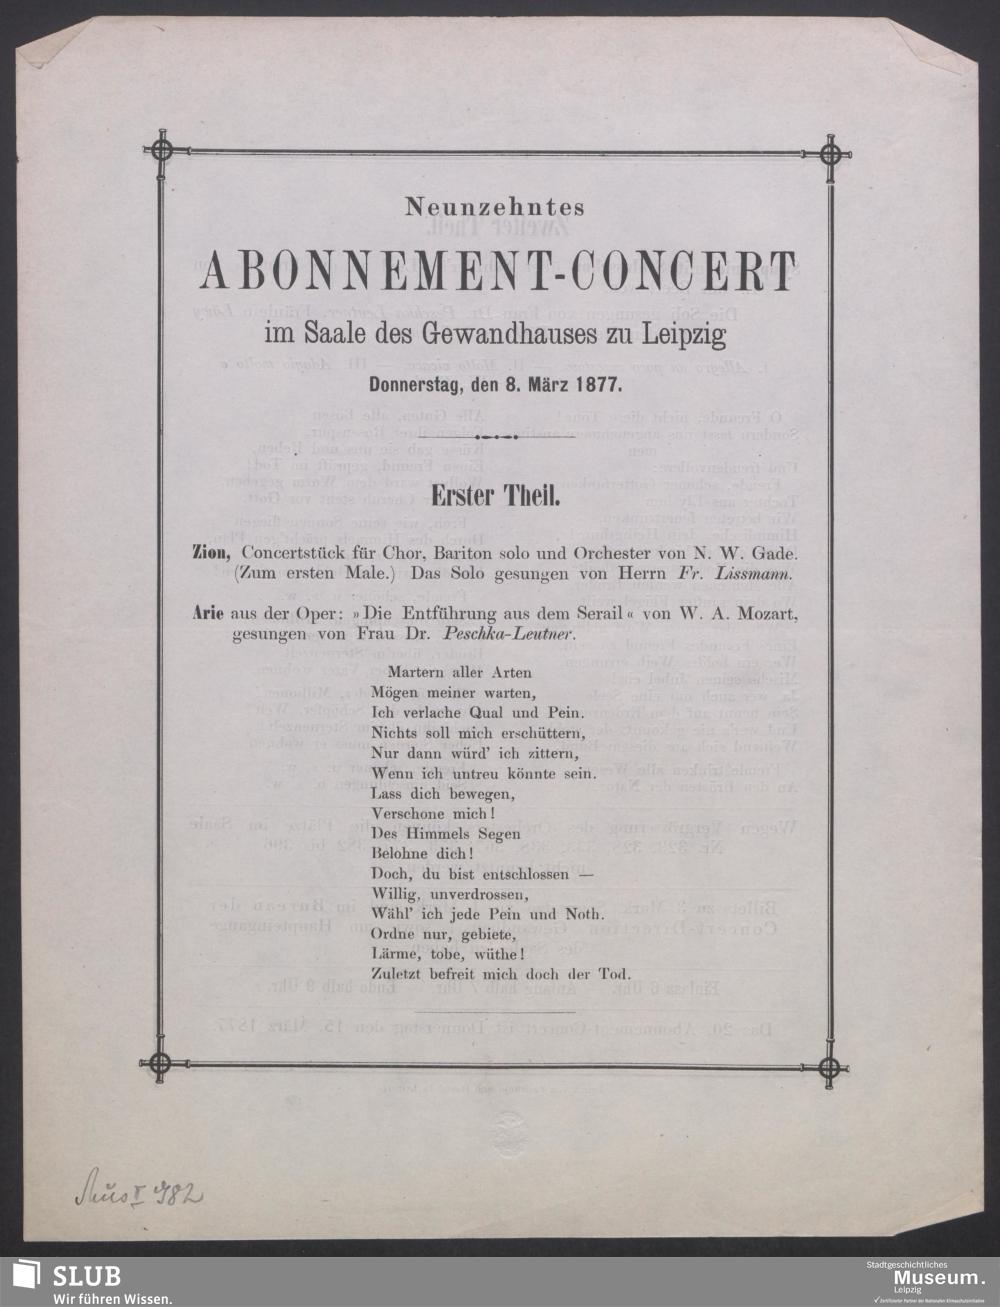 Neunzehntes
ABONNEMENT-CONCERT
im Saale des Gewandhauses zu Leipzig
Donnerstag, den 8. März 1877.
Erster Theil.
Zion, Concertstück für Chor, Bariton solo und Orchester von N. W. Gade.
(Zum ersten Male.) Das Solo gesungen von Herrn Fr. Lissmann.
Arie aus der Oper: »Die Entführung aus dem Serail« von W. A. Mozart,
gesungen von Frau Dr. Peschka-Leutner.
Martern aller Arten
Mögen meiner warten,
Ich verlache Qual und Pein.
Nichts soll mich erschüttern,
Nur dann würd' ich zittern,
Wenn ich untreu könnte sein.
Lass dich bewegen,
Verschone mich!
Des Himmels Segen
Belohne dich!
Doch, du bist entschlossen —
Willig, unverdrossen,
Wähl' ich jede Pein und Noth.
Ordne nur, gebiete,
Lärme, tobe, wüthe!
Zuletzt befreit mich doch der Tod.
SLUB
Wir führen Wissen.
Stadtgeschichtliches
Museum.
Leipzig
Zertifizierter Partner der Nationalen Klimaschutzinitiative